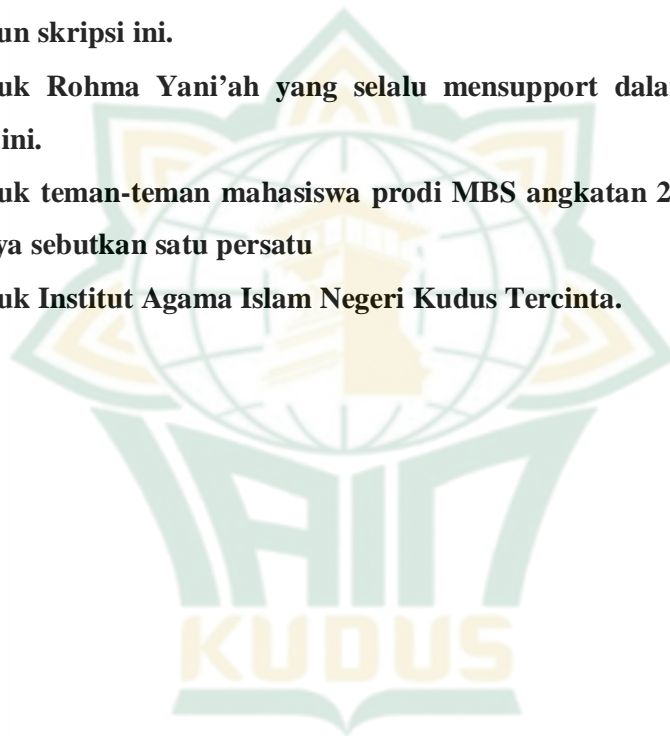 un skripsi ini.
uk Rohma Yani’ah yang selalu mensupport dala
ini.
uk teman-teman mahasiswa prodi MBS angkatan 2
ya sebutkan satu persatu
uk Institut Agama Islam Negeri Kudus Tercinta.
IAIN
KUDUS